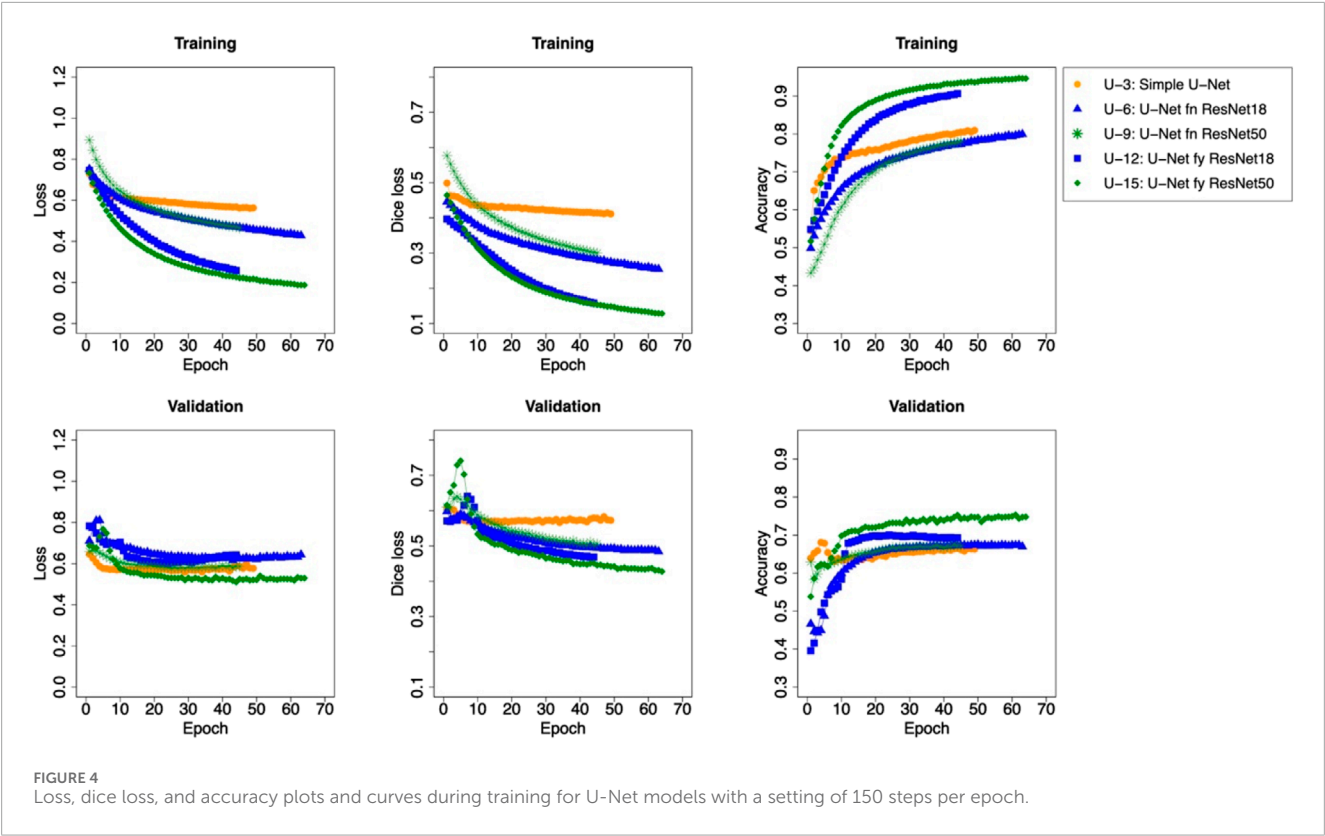 Training
Training
Training
Loss
0.0
0.2
0.4
0.6
0.8
1.0
1.2
0 10 20 30 40 50 60 70
Epoch
Dice loss
0.1
0.3
0.5
0.7
0 10 20 30 40 50 60 70
Epoch
Accuracy
0.3
0.4
0.5
0.6
0.7
0.8
0.9
0 10 20 30 40 50 60 70
Epoch
U-3: Simple U-Net
U-6: U-Net fn ResNet18
U-9: U-Net fn ResNet50
U-12: U-Net fy ResNet18
U-15: U-Net fy ResNet50
Validation
Validation
Validation
Loss
0.0
0.2
0.4
0.6
0.8
1.0
1.2
0 10 20 30 40 50 60 70
Epoch
Dice loss
0.1
0.3
0.5
0.7
0 10 20 30 40 50 60 70
Epoch
Accuracy
0.3
0.4
0.5
0.6
0.7
0.8
0.9
0 10 20 30 40 50 60 70
Epoch
FIGURE 4
Loss, dice loss, and accuracy plots and curves during training for U-Net models with a setting of 150 steps per epoch.